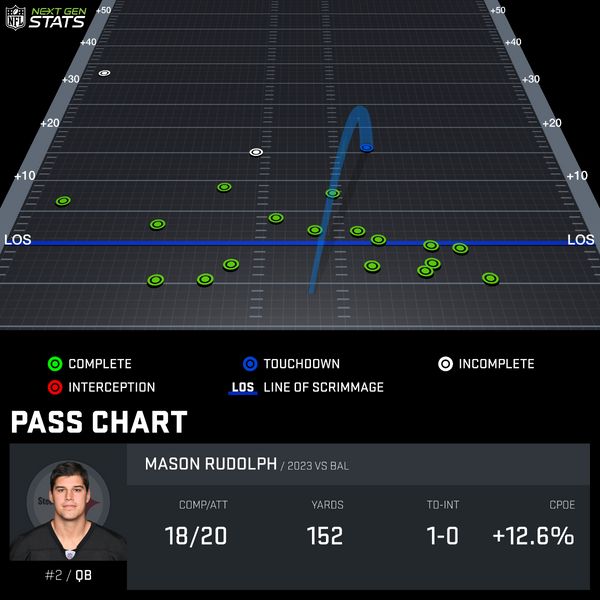 NFL NEXT GEN STATS
+50 +50
+40 +40
+30 +30
+20 +20
+10 +10
LOS LOS
COMPLETE TOUCHDOWN INCOMPLETE
INTERCEPTION LOS LINE OF SCRIMMAGE
PASS CHART
MASON RUDOLPH / 2023 VS BAL
COMP/ATT YARDS TD-INT CPOE
18/20 152 1-0 +12.6%
#2 / QB